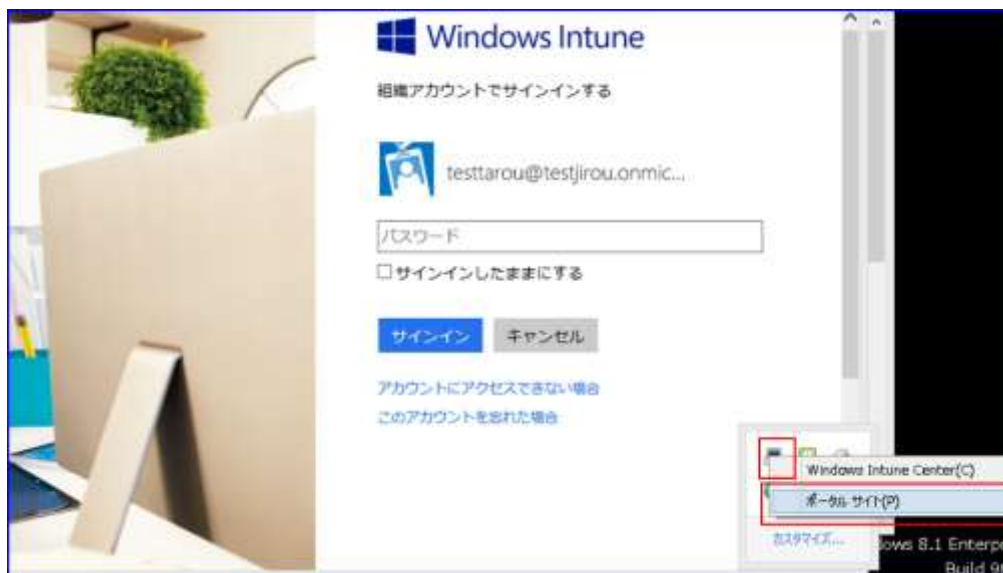 Windows Intune
組織アカウントでサインインする
testtarou@testjirou.onmic...
パスワード
サインインしたままにする
サインイン
キャンセル
アカウントにアクセスできない場合
このアカウントを忘れた場合
Windows Intune Center(C)
ポータル サイト(P)
カスタマイズ...
ows 8.1 Enterp
Build 9